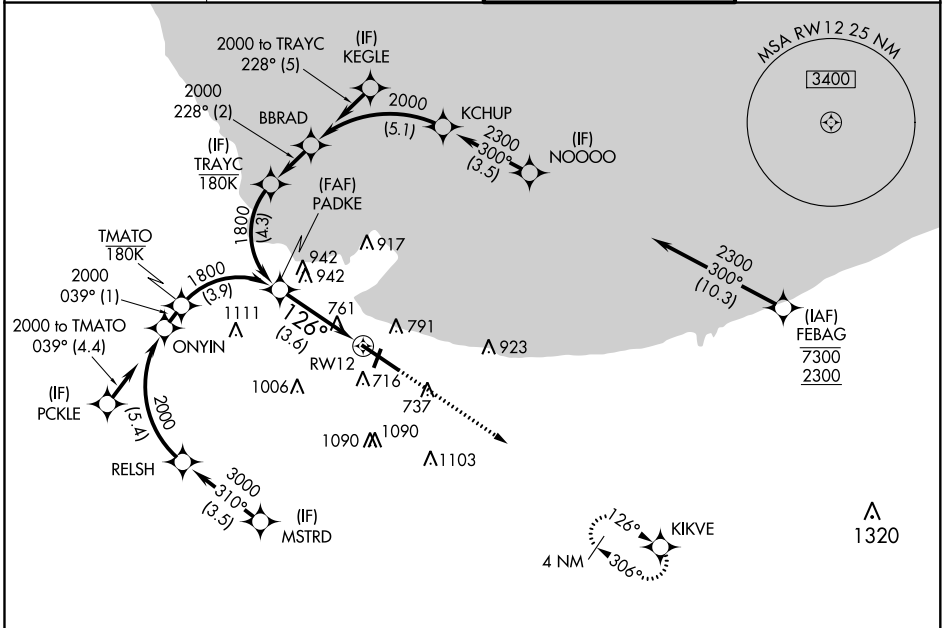 MSA RW12 25 NM
3400
(IF)
KEGLE
2000 to TRAYC
228° (5)
2000
228° (2)
BBRAD
2000
(5.1)
KCHUP
2300
300°
(3.5)
(IF)
NOOOO
(IF)
TRAYC
180K
(FAF)
PADKE
1800
(4.3)
TMATO
180K
2000
039° (1)
1800
(3.9)
942
942
917
2300
300°
(10.3)
(IAF)
FEBAG
7300
2300
2000 to TMATO
039° (4.4)
ONYIN
1111
126°
(3.6)
761
791
923
RW12
716
737
1006
(IF)
PCKLE
2000
(5.4)
1090
1090
1103
RELSH
3000
310°
(3.5)
(IF)
MSTRD
126°
KIKVE
4 NM
306°
1320